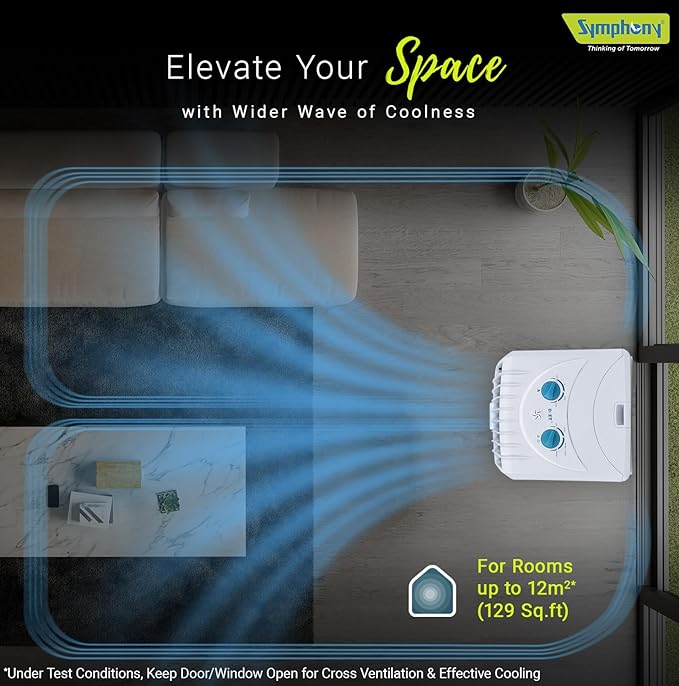 Symphony®
Thinking of Tomorrow
Elevate Your Space
with Wider Wave of Coolness
For Rooms
up to 12m²*
(129 Sq.ft)
*Under Test Conditions, Keep Door/Window Open for Cross Ventilation & Effective Cooling